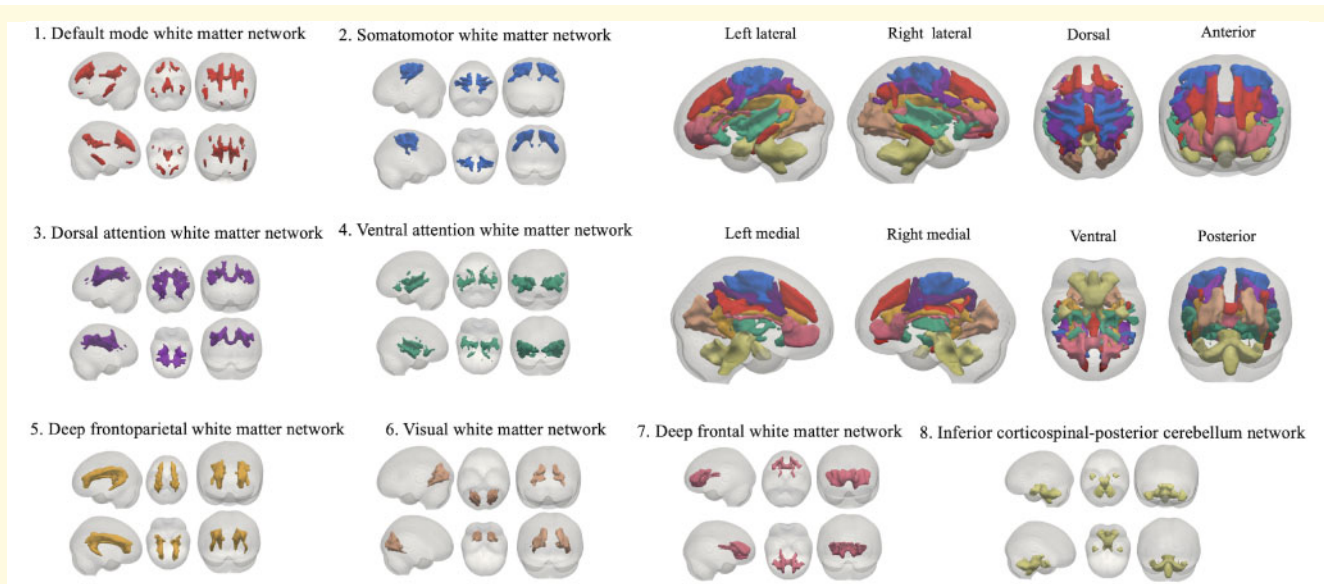 1. Default mode white matter network
2. Somatomotor white matter network
Left lateral
Right lateral
Dorsal
Anterior
3. Dorsal attention white matter network
4. Ventral attention white matter network
Left medial
Right medial
Ventral
Posterior
5. Deep frontoparietal white matter network
6. Visual white matter network
7. Deep frontal white matter network
8. Inferior corticospinal-posterior cerebellum network